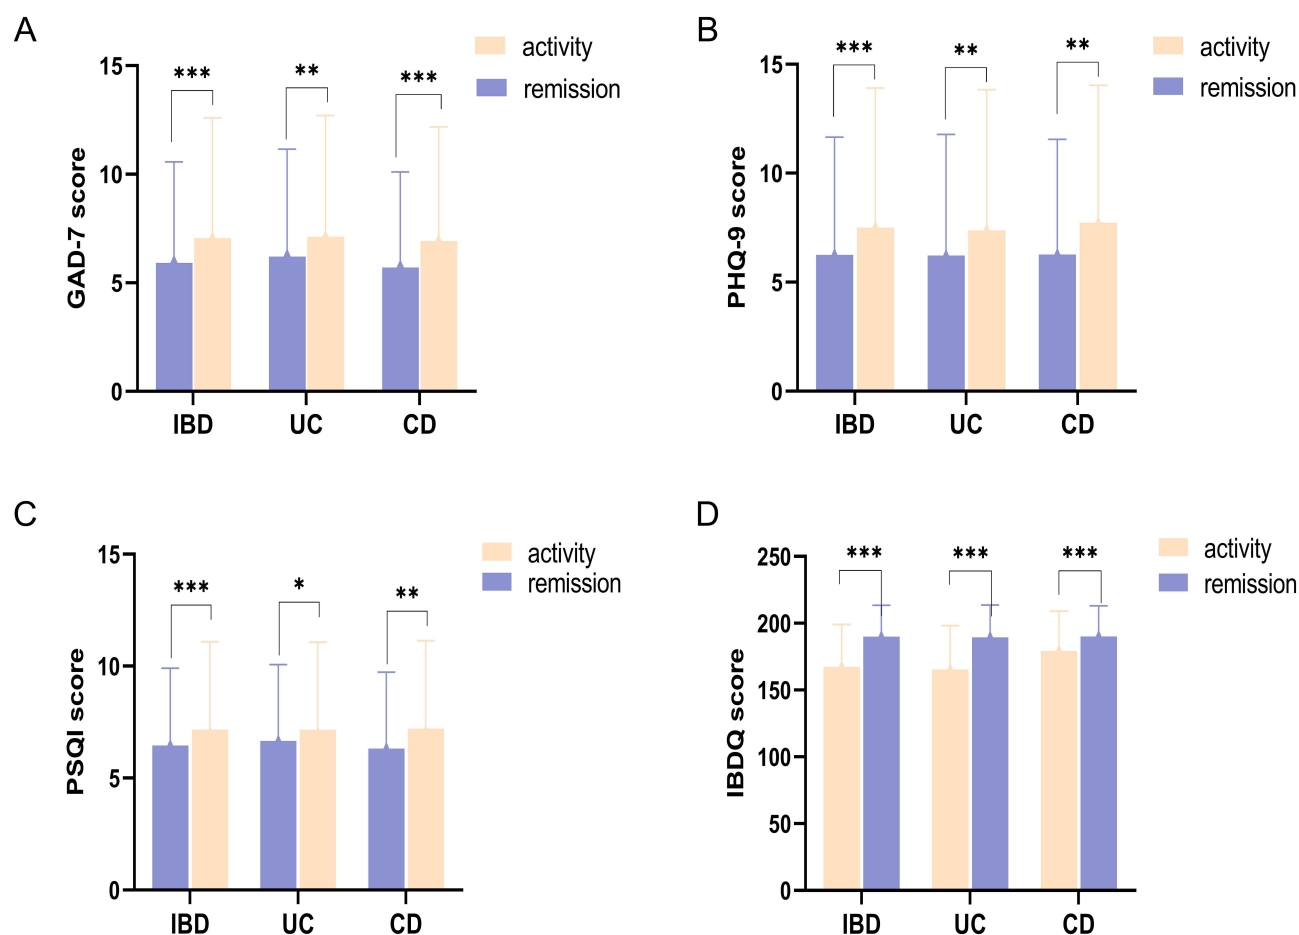 A
activity
remission
GAD-7 score
15
10
5
0
***
**
***
IBD
UC
CD
B
activity
remission
PHQ-9 score
15
10
5
0
***
**
**
IBD
UC
CD
C
activity
remission
PSQI score
15
10
5
0
***
*
**
IBD
UC
CD
D
activity
remission
IBDQ score
250
200
150
100
50
0
***
***
***
IBD
UC
CD